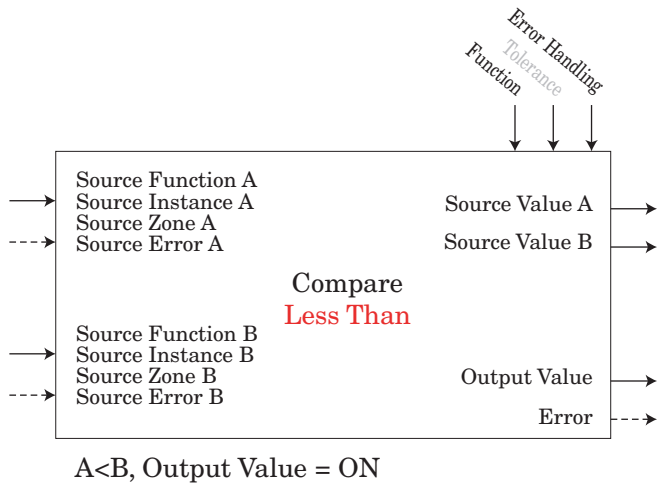 Function
Tolerance
Error Handling
Source Function A
Source Instance A
Source Zone A
Source Error A
Source Value A
Source Value B
Compare
Less Than
Source Function B
Source Instance B
Source Zone B
Source Error B
Output Value
Error
A<B, Output Value = ON